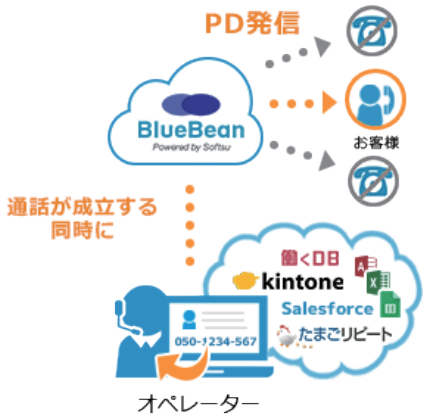 PD発信
BlueBean
Powered by Softsu
お客様
通話が成立する
同時に
働くDB
kintone
Salesforce
たまごリピート
050-1234-567
オペレーター